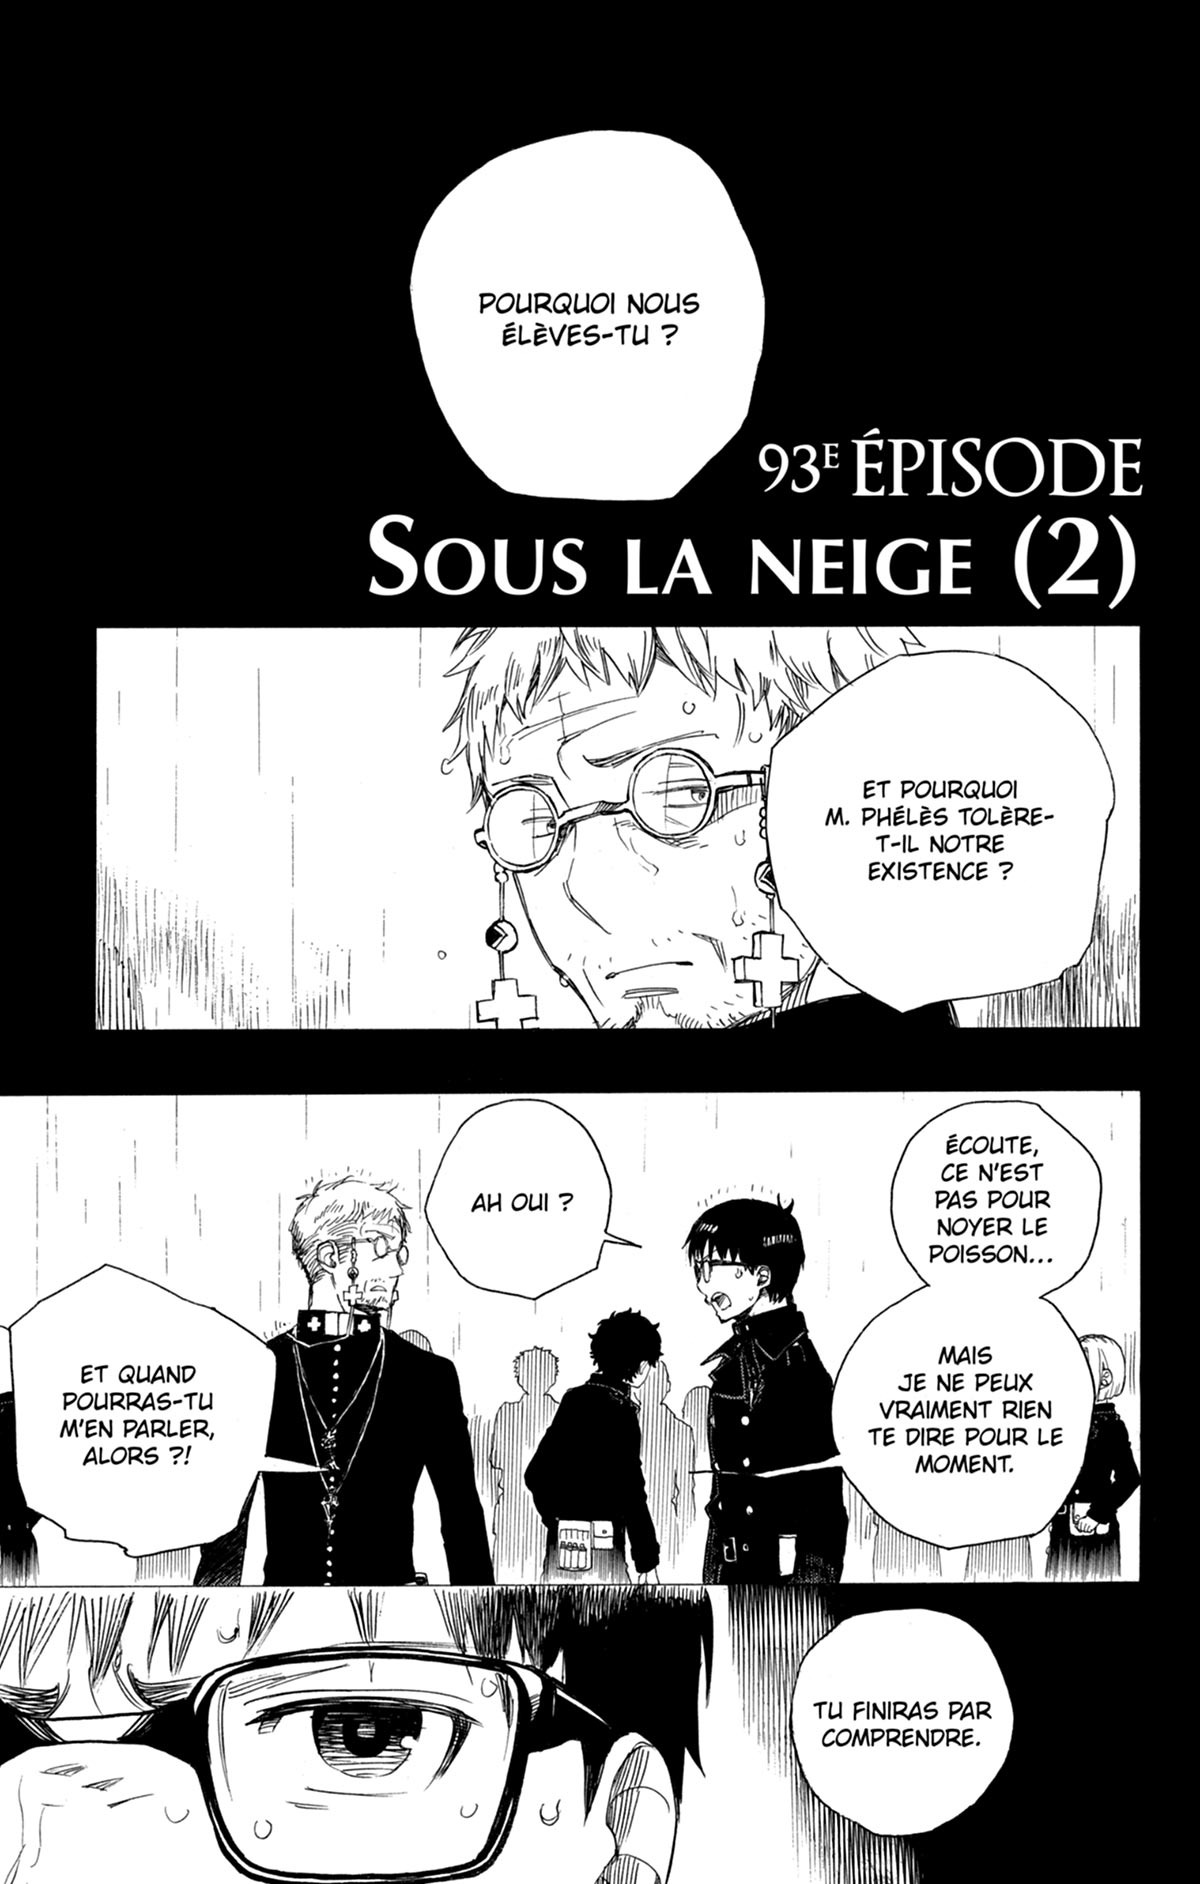 POURQUOI NOUS
ÉLÈVES-TU ?
93E ÉPISODE
SOUS LA NEIGE (2)
ET POURQUOI
M. PHÉLÈS TOLÈRE-
T-IL NOTRE
EXISTENCE ?
ÉCOUTE,
CE N'EST
PAS POUR
NOYER LE
POISSON...
MAIS
JE NE PEUX
VRAIMENT RIEN
TE DIRE POUR LE
MOMENT.
AH OUI ?
ET QUAND
POURRAS-TU
M'EN PARLER,
ALORS ?!
TU FINIRAS PAR
COMPRENDRE.